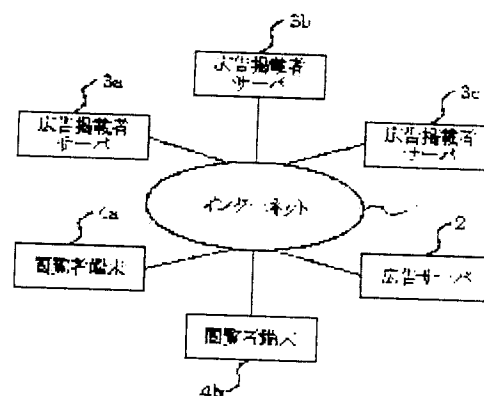 3b
広告掲載者
サーバ
3a
広告掲載者
サーバ
3c
広告掲載者
サーバ
インターネット
4a
閲覧者端末
2
広告サーバ
閲覧者端末
4b